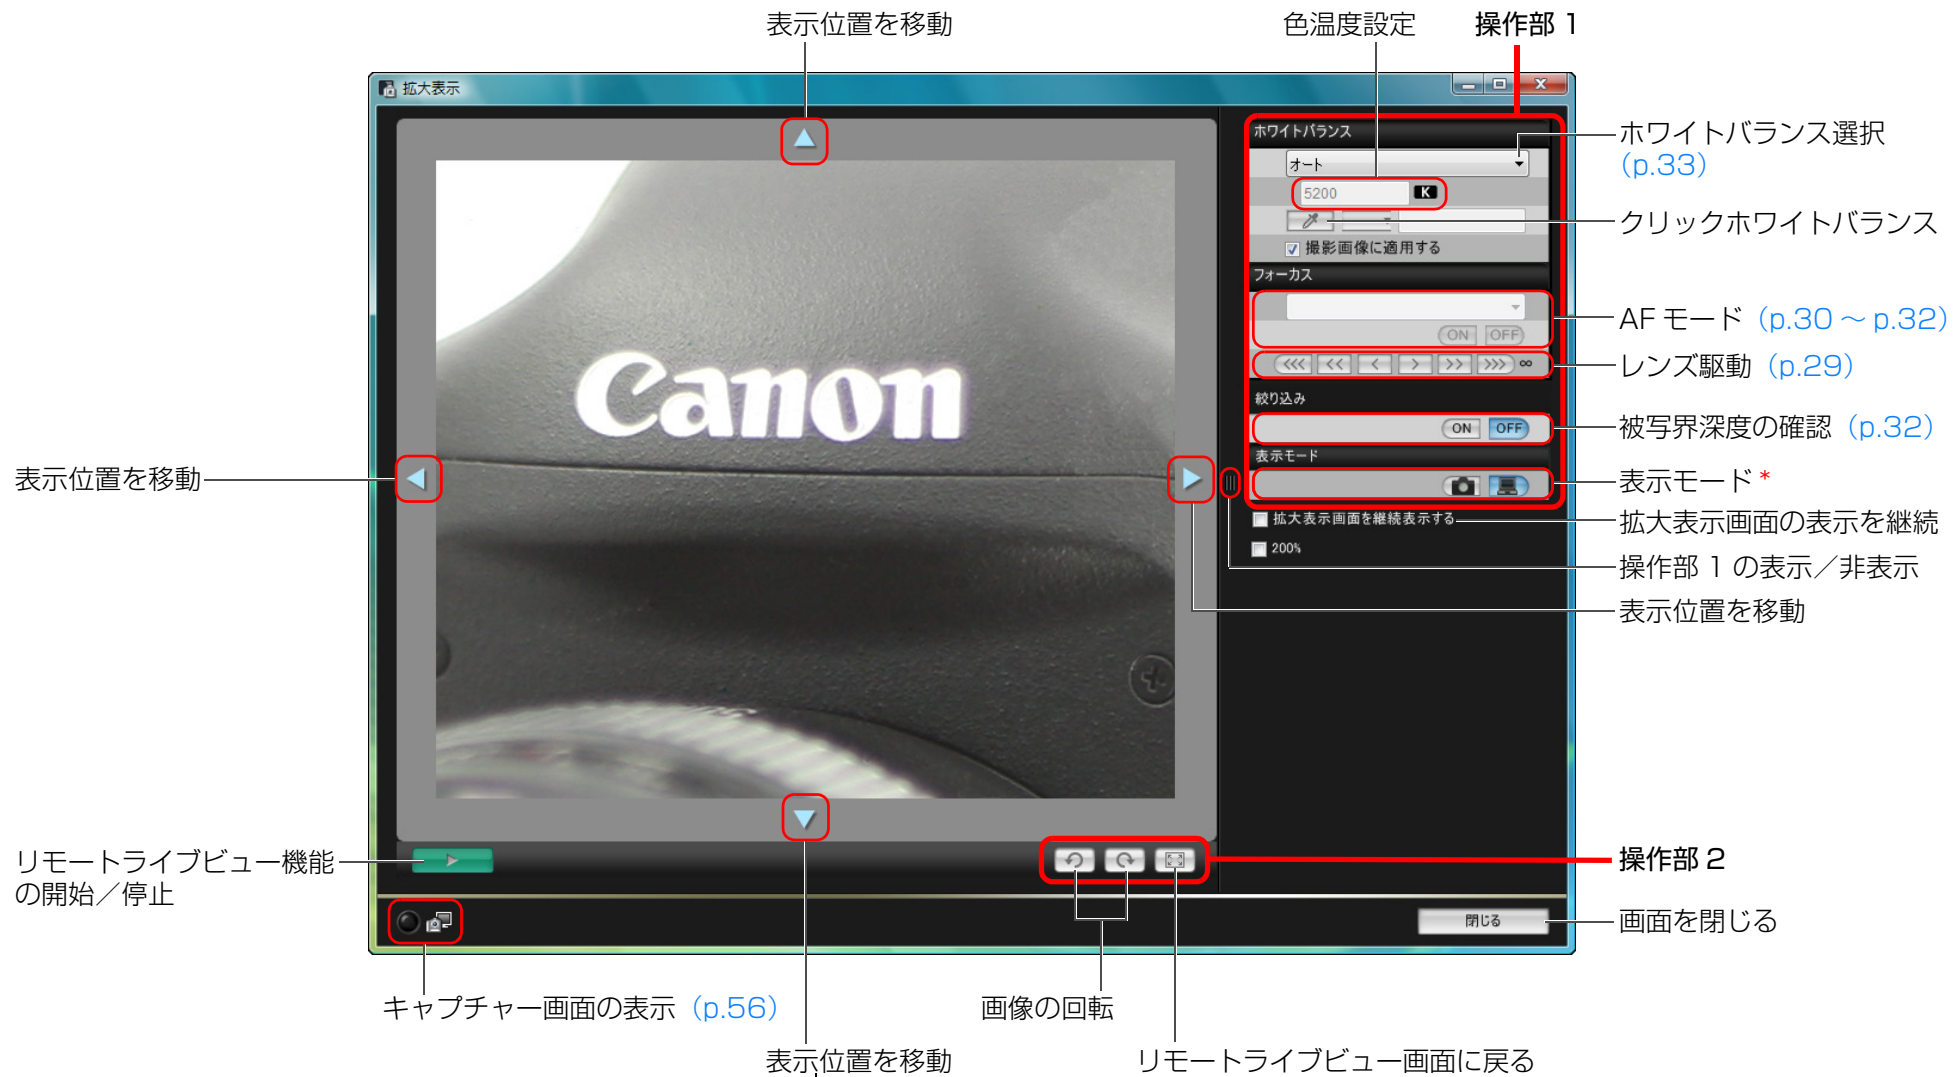 表示位置を移動
色温度設定
操作部 1
拡大表示
ホワイトバランス
オート
5200 K
撮影画像に適用する
フォーカス
ON OFF
<<< << < > >> >>> ∞
絞り込み
ON OFF
表示モード
拡大表示画面を継続表示する
200%
Canon
閉じる
ホワイトバランス選択
(p.33)
クリックホワイトバランス
AF モード (p.30 ～ p.32)
レンズ駆動 (p.29)
被写界深度の確認 (p.32)
表示モード*
拡大表示画面の表示を継続
操作部 1 の表示／非表示
表示位置を移動
表示位置を移動
リモートライブビュー機能
の開始／停止
操作部 2
画面を閉じる
キャプチャー画面の表示 (p.56)
画像の回転
表示位置を移動
リモートライブビュー画面に戻る